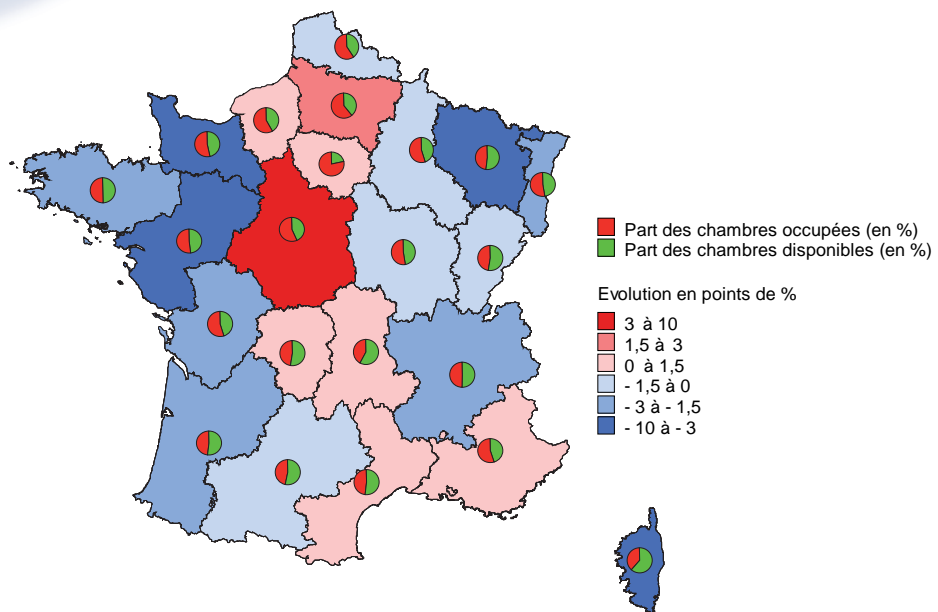 Part des chambres occupées (en %)
Part des chambres disponibles (en %)
Evolution en points de %
3 à 10
1,5 à 3
0 à 1,5
- 1,5 à 0
- 3 à - 1,5
- 10 à - 3